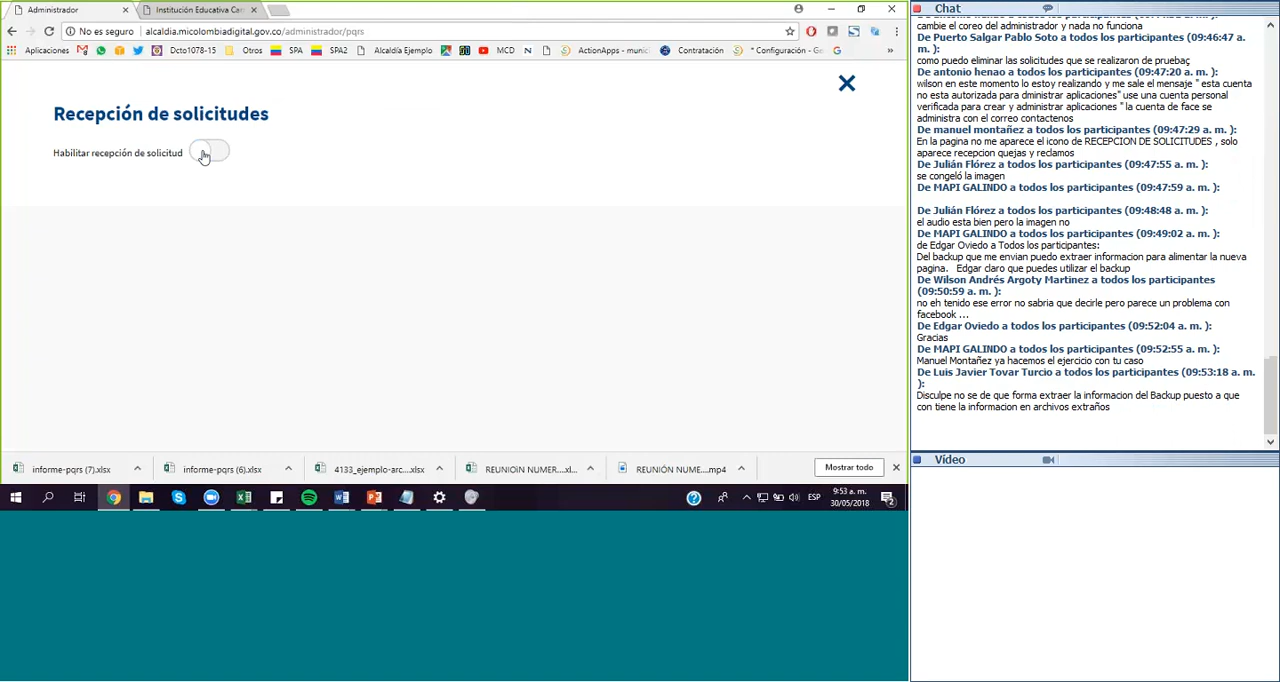 Administrador
Institución Educativa Car
No es seguro
alcaldia.micolombiadigital.gov.co/administrador/pqrs
Aplicaciones
Dcto1078-15
Otros
SPA
SPA2
Alcaldía Ejemplo
MCD
N
ActionApps - munic
Contratación
* Configuración - Ge
»
Recepción de solicitudes
Habilitar recepción de solicitud
informe-pqrs (7).xlsx
informe-pqrs (6).xlsx
4133_ejemplo-arc....xlsx
REUNIOIN NUMER....xl...
REUNIÓN NUME....mp4
Mostrar todo
ESP
9:53 a. m.
30/05/2018
Chat
cambie el coreo del administrador y nada no funciona
De Puerto Salgar Pablo Soto a todos los participantes (09:46:47 a.
m. ):
como puedo eliminar las solicitudes que se realizaron de pruebaç
De antonio henao a todos los participantes (09:47:20 a. m. ):
wilson en este momento lo estoy realizando y me sale el mensaje " esta cuenta
no esta autorizada para dministrar aplicaciones" use una cuenta personal
verificada para crear y administrar aplicaciones " la cuenta de face se
administra con el correo contactenos
De manuel montañez a todos los participantes (09:47:29 a. m. ):
En la pagina no me aparece el icono de RECEPCION DE SOLICITUDES , solo
aparece recepcion quejas y reclamos
De Julián Flórez a todos los participantes (09:47:55 a. m. ):
se congeló la imagen
De MAPI GALINDO a todos los participantes (09:47:59 a. m. ):
De Julián Flórez a todos los participantes (09:48:48 a. m. ):
el audio esta bien pero la imagen no
De MAPI GALINDO a todos los participantes (09:49:02 a. m. ):
de Edgar Oviedo a Todos los participantes:
Del backup que me envian puedo extraer informacion para alimentar la nueva
pagina. Edgar claro que puedes utilizar el backup
De Wilson Andrés Argoty Martinez a todos los participantes
(09:50:59 a. m. ):
no eh tenido ese error no sabria que decirle pero parece un problema con
facebook ...
De Edgar Oviedo a todos los participantes (09:52:04 a. m. ):
Gracias
De MAPI GALINDO a todos los participantes (09:52:55 a. m. ):
Manuel Montañez ya hacemos el ejercicio con tu caso
De Luis Javier Tovar Turcio a todos los participantes (09:53:18 a. m.
):
Disculpe no se de que forma extraer la informacion del Backup puesto a que
con tiene la informacion en archivos extraños
Vídeo